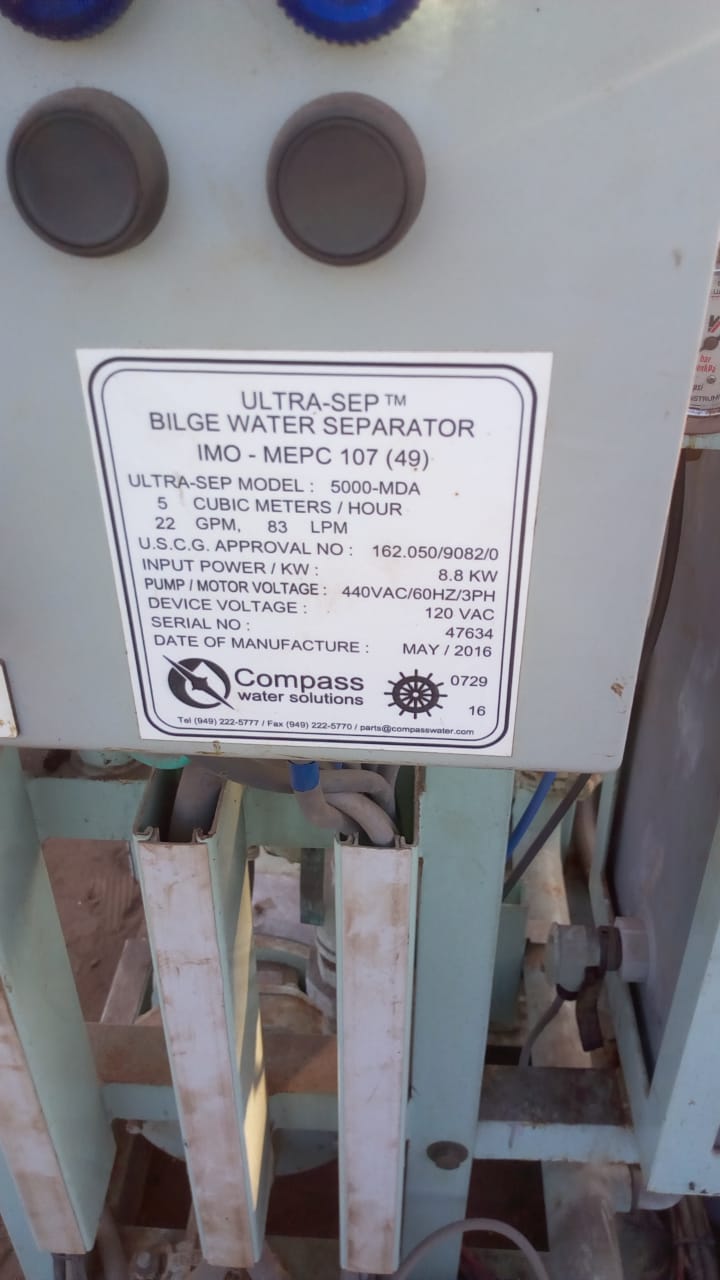 ULTRA-SEP™
BILGE WATER SEPARATOR
IMO - MEPC 107 (49)
ULTRA-SEP MODEL : 5000-MDA
5 CUBIC METERS / HOUR
22 GPM, 83 LPM
U.S.C.G. APPROVAL NO : 162.050/9082/0
INPUT POWER / KW : 8.8 KW
PUMP / MOTOR VOLTAGE : 440VAC/60HZ/3PH
DEVICE VOLTAGE : 120 VAC
SERIAL NO : 47634
DATE OF MANUFACTURE : MAY / 2016
Compass
water solutions
0729
16
Tel (949) 222-5777 / Fax (949) 222-5770 / parts@compasswater.com
bar